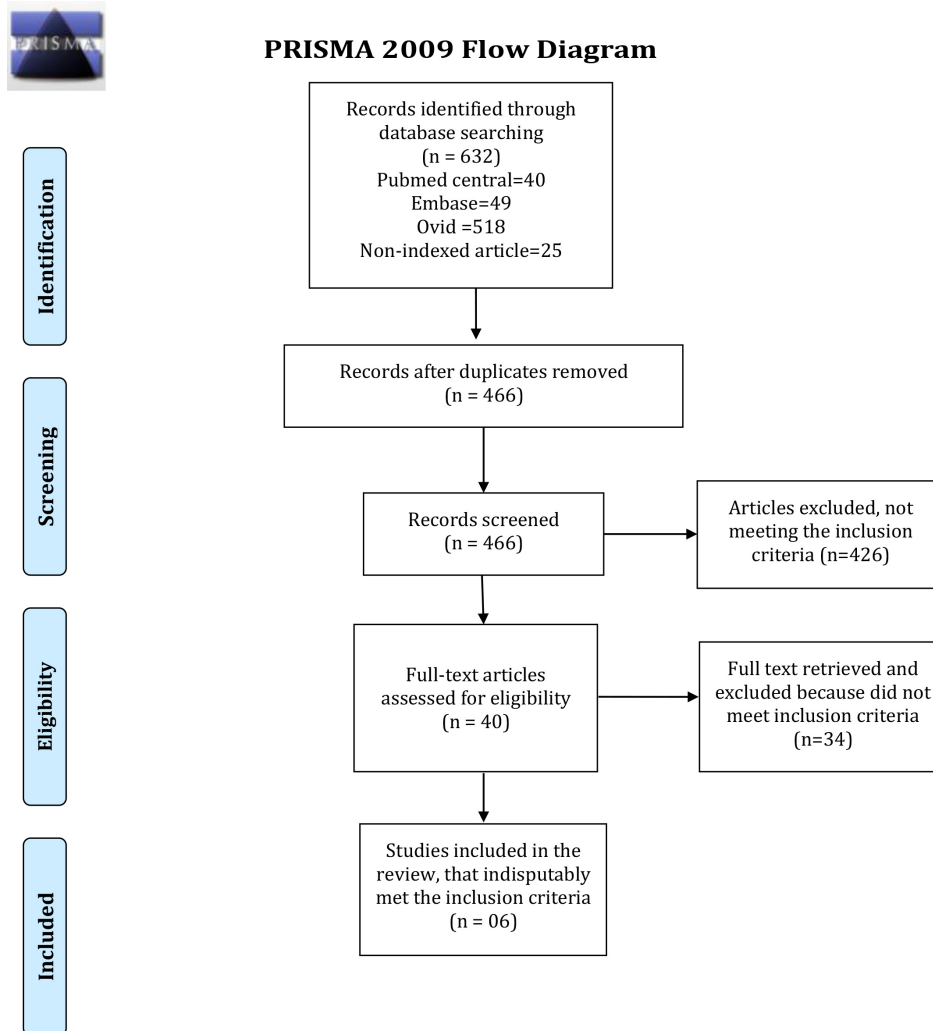 PRISMA
PRISMA 2009 Flow Diagram
Records identified through
database searching
(n = 632)
Pubmed central=40
Embase=49
Ovid =518
Non-indexed article=25
Identification
Records after duplicates removed
(n = 466)
Screening
Records screened
(n = 466)
Articles excluded, not
meeting the inclusion
criteria (n=426)
Eligibility
Full-text articles
assessed for eligibility
(n = 40)
Full text retrieved and
excluded because did not
meet inclusion criteria
(n=34)
Included
Studies included in the
review, that indisputably
met the inclusion criteria
(n = 06)